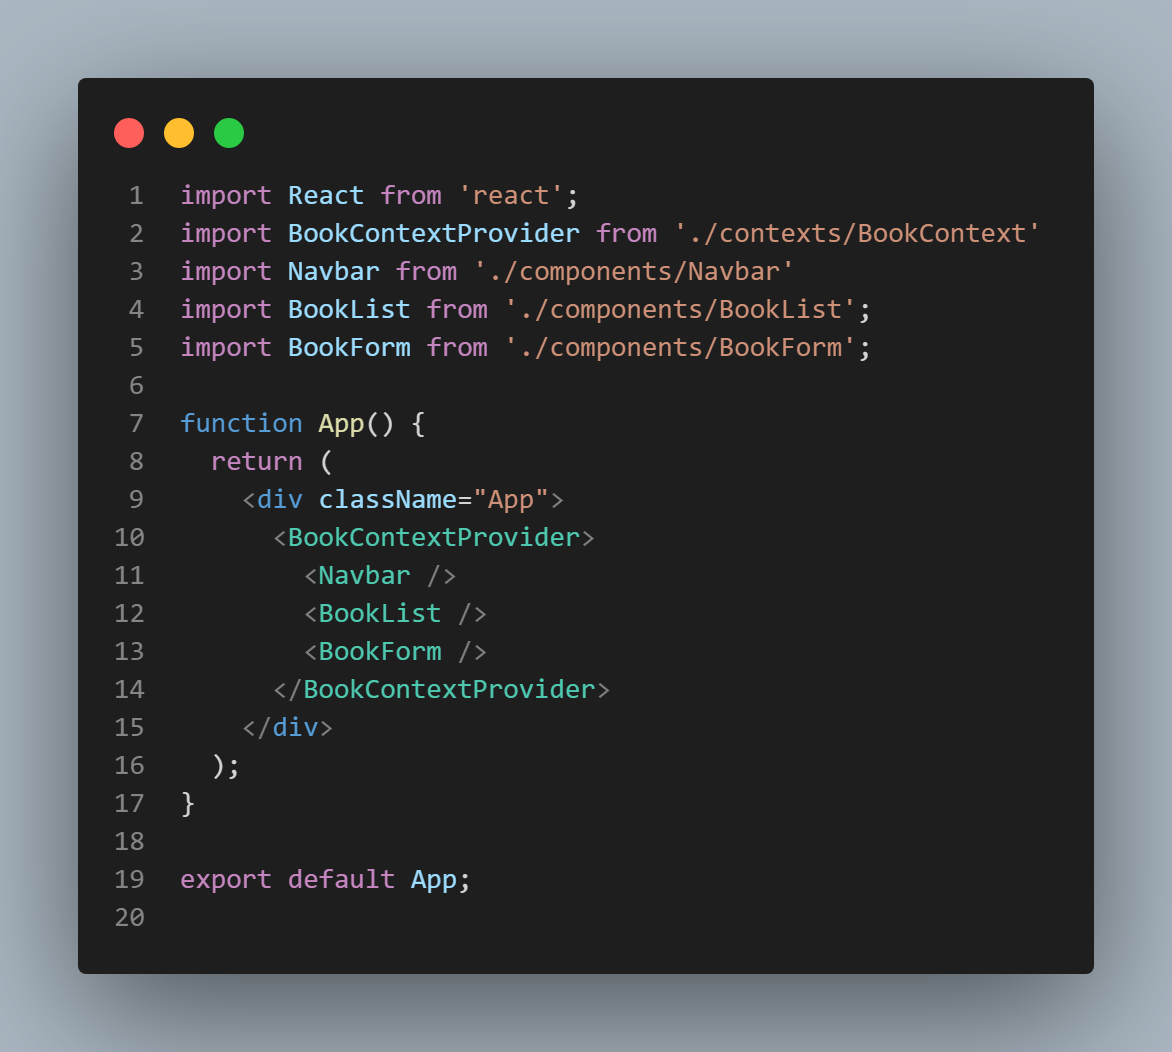 1 import React from 'react';
2 import BookContextProvider from './contexts/BookContext'
3 import Navbar from './components/Navbar'
4 import BookList from './components/BookList';
5 import BookForm from './components/BookForm';
6
7 function App() {
8   return (
9     <div className="App">
10       <BookContextProvider>
11         <Navbar />
12         <BookList />
13         <BookForm />
14       </BookContextProvider>
15     </div>
16   );
17 }
18
19 export default App;
20